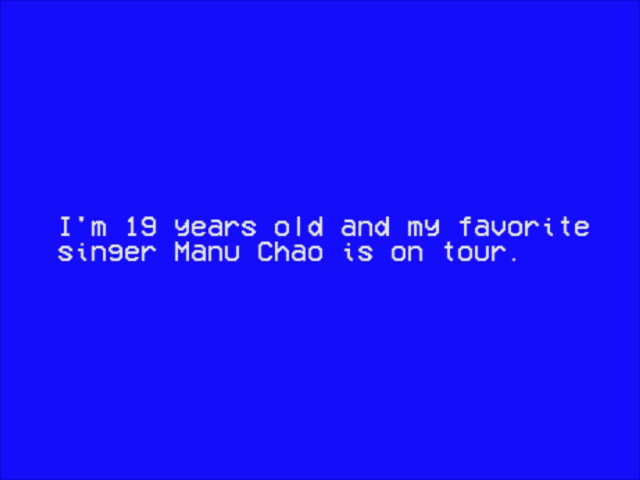 I'm 19 years old and my favorite
singer Manu Chao is on tour.